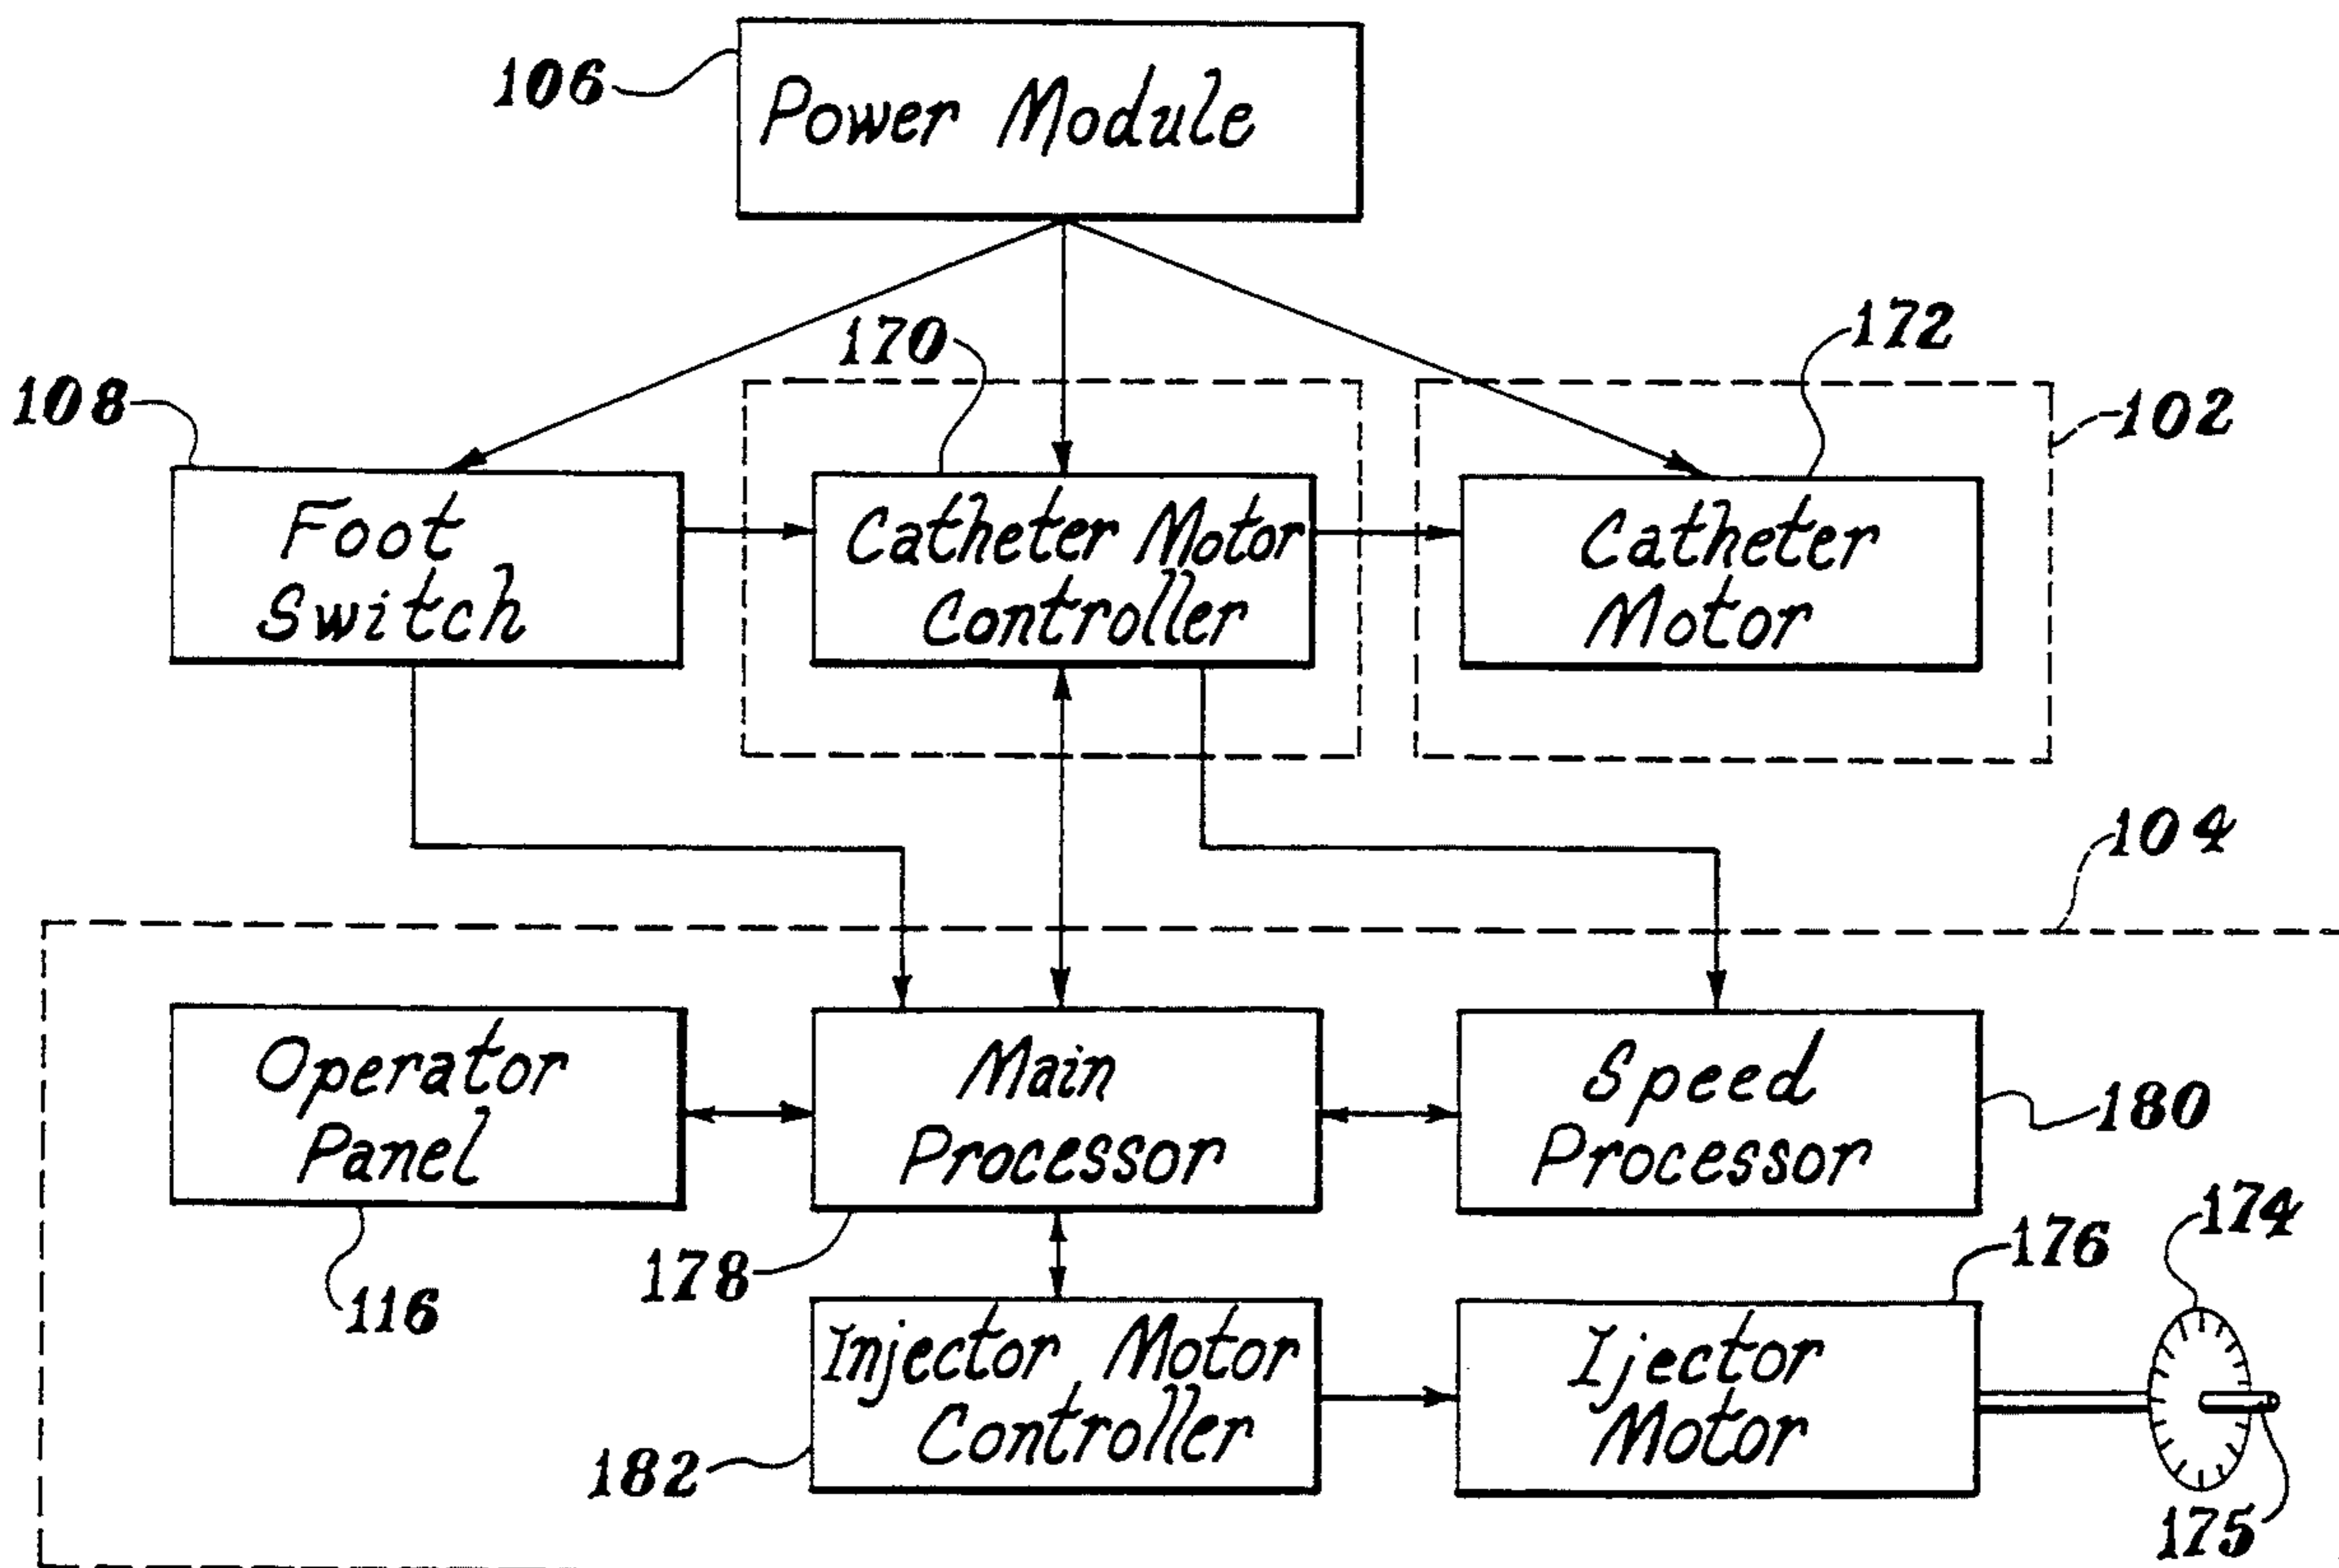 106
Power Module
170
172
108
102
Foot
Switch
Catheter Motor
Controller
Catheter
Motor
104
Operator
Panel
Main
Processor
Speed
Processor
180
174
176
178
116
Injector Motor
Controller
Ijector
Motor
182
175